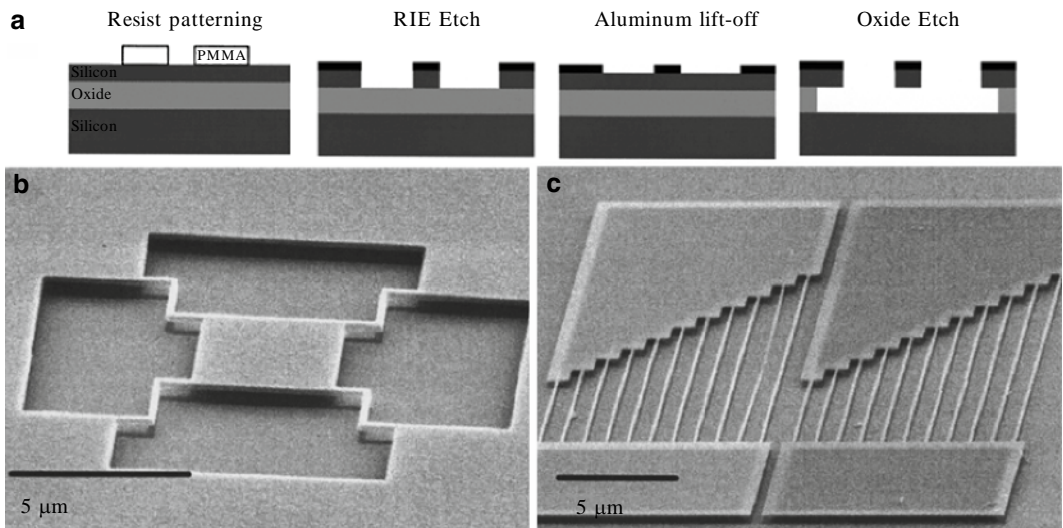 a
Resist patterning
RIE Etch
Aluminum lift-off
Oxide Etch
PMMA
Silicon
Oxide
Silicon
b
c
5 µm
5 µm